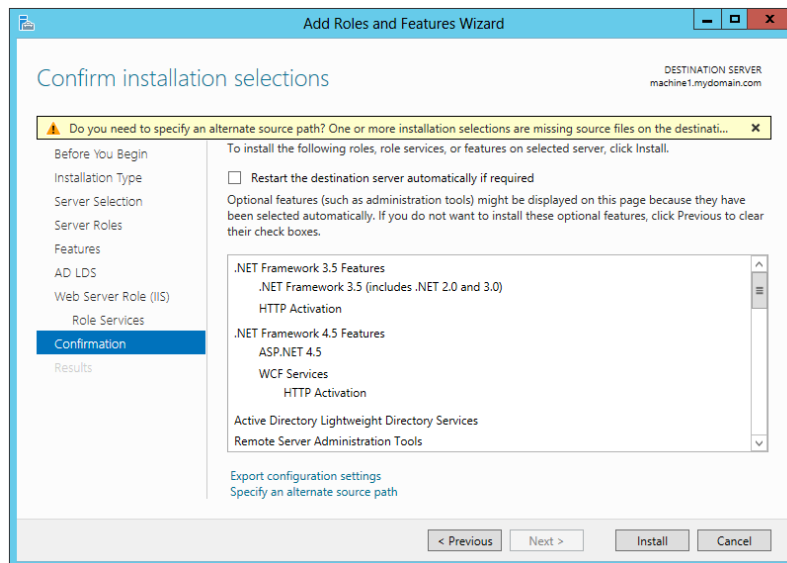 Add Roles and Features Wizard
Confirm installation selections
DESTINATION SERVER
machine1.mydomain.com
Do you need to specify an alternate source path? One or more installation selections are missing source files on the destinati...
Before You Begin
Installation Type
Server Selection
Server Roles
Features
AD LDS
Web Server Role (IIS)
Role Services
Confirmation
Results
To install the following roles, role services, or features on selected server, click Install.
Restart the destination server automatically if required
Optional features (such as administration tools) might be displayed on this page because they have
been selected automatically. If you do not want to install these optional features, click Previous to clear
their check boxes.
.NET Framework 3.5 Features
.NET Framework 3.5 (includes .NET 2.0 and 3.0)
HTTP Activation
.NET Framework 4.5 Features
ASP.NET 4.5
WCF Services
HTTP Activation
Active Directory Lightweight Directory Services
Remote Server Administration Tools
Export configuration settings
Specify an alternate source path
< Previous
Next >
Install
Cancel